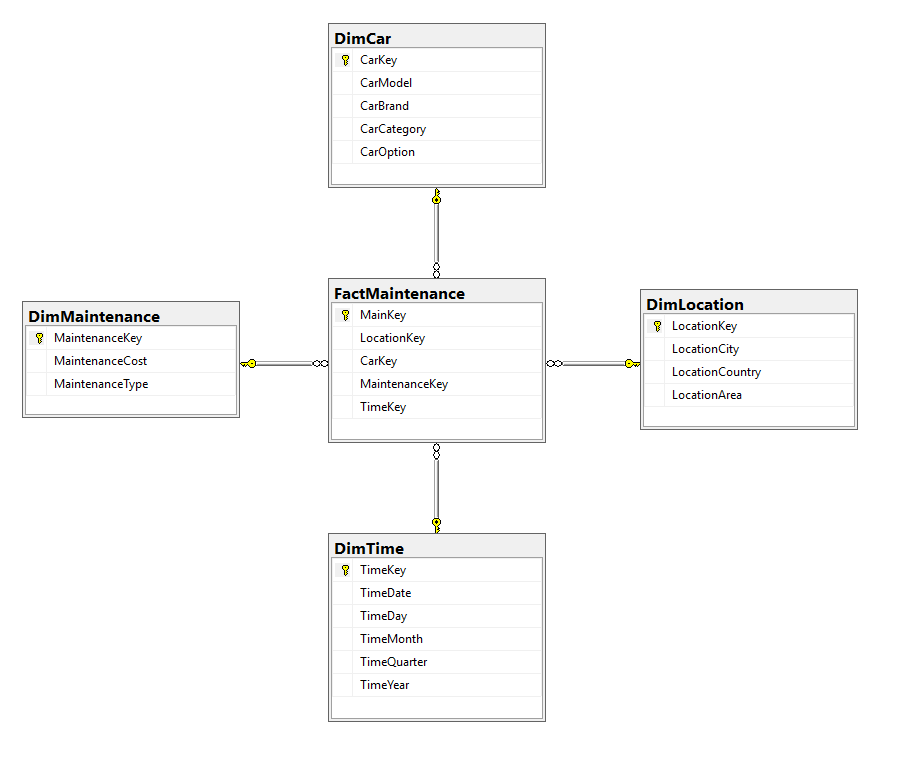 DimCar
CarKey
CarModel
CarBrand
CarCategory
CarOption
DimMaintenance
MaintenanceKey
MaintenanceCost
MaintenanceType
FactMaintenance
MainKey
LocationKey
CarKey
MaintenanceKey
TimeKey
DimLocation
LocationKey
LocationCity
LocationCountry
LocationArea
DimTime
TimeKey
TimeDate
TimeDay
TimeMonth
TimeQuarter
TimeYear